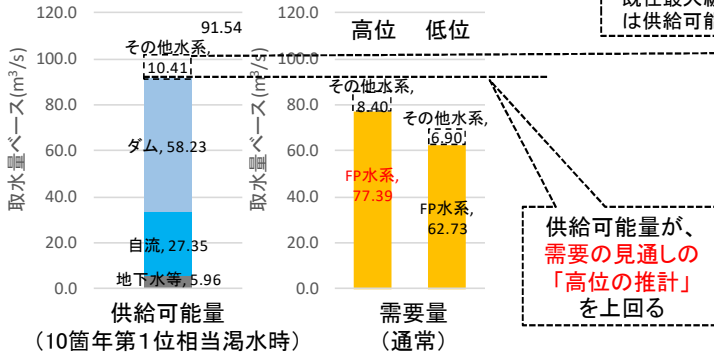 91.54
120.0
100.0
80.0
60.0
40.0
20.0
0.0
取水量ベース(m³/s)
その他水系,
10.41
ダム, 58.23
自流, 27.35
地下水等, 5.96
供給可能量
（10箇年第１位相当渇水時）
120.0
100.0
80.0
60.0
40.0
20.0
0.0
取水量ベース(m³/s)
高位 低位
その他水系,
8.40
その他水系,
6.90
FP水系,
77.39
FP水系,
62.73
需要量
（通常）
は供給可能
供給可能量が、
需要の見通しの
「高位の推計」
を上回る